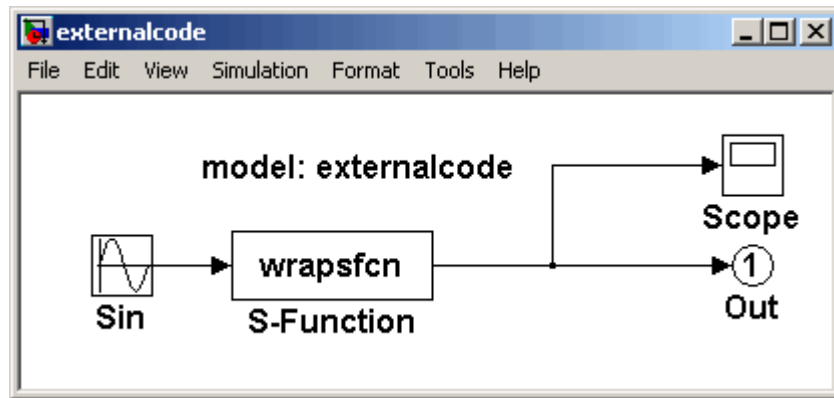 externalcode
File Edit View Simulation Format Tools Help
model: externalcode
Scope
wrapsfcn
1
Sin
S-Function
Out